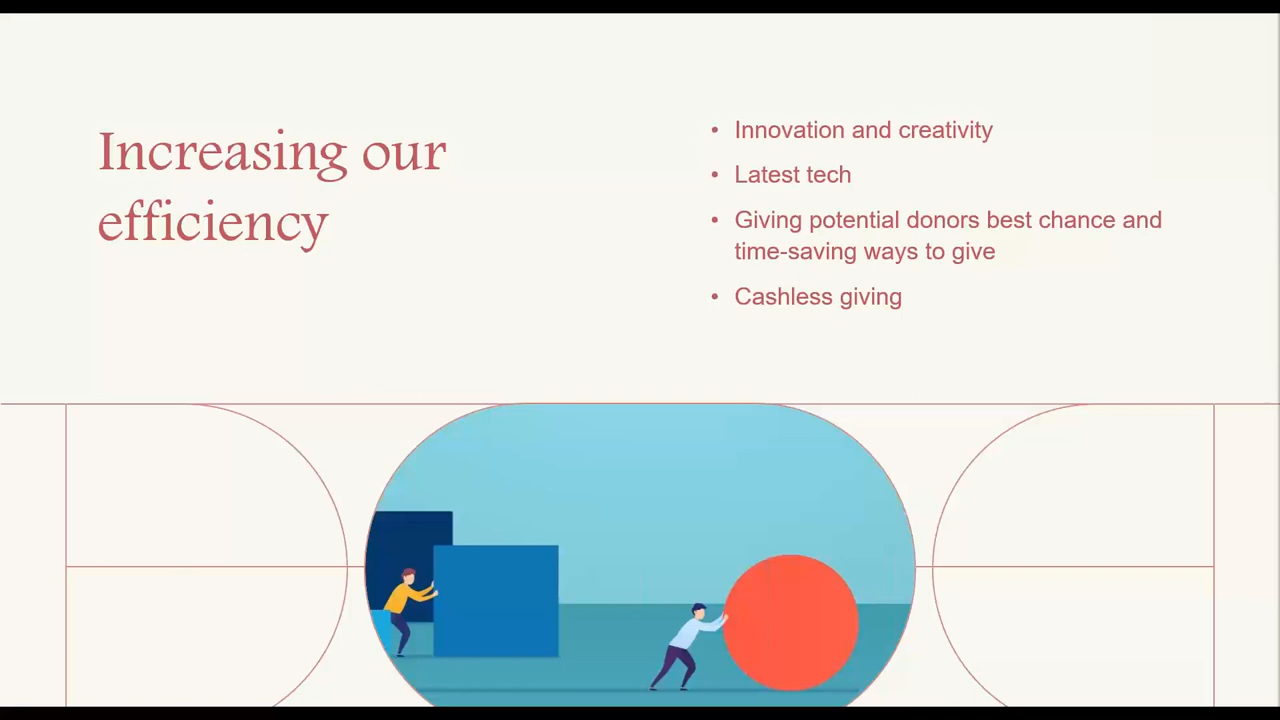 Increasing our
efficiency
• Innovation and creativity
• Latest tech
• Giving potential donors best chance and
time-saving ways to give
• Cashless giving